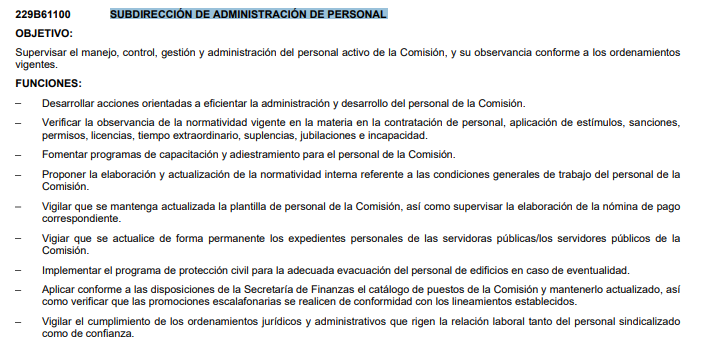 229B61100 SUBDIRECCIÓN DE ADMINISTRACIÓN DE PERSONAL
OBJETIVO:
Supervisar el manejo, control, gestión y administración del personal activo de la Comisión, y su observancia conforme a los ordenamientos
vigentes.
FUNCIONES:
– Desarrollar acciones orientadas a eficientar la administración y desarrollo del personal de la Comisión.
– Verificar la observancia de la normatividad vigente en la materia en la contratación de personal, aplicación de estímulos, sanciones,
permisos, licencias, tiempo extraordinario, suplencias, jubilaciones e incapacidad.
– Fomentar programas de capacitación y adiestramiento para el personal de la Comisión.
– Proponer la elaboración y actualización de la normatividad interna referente a las condiciones generales de trabajo del personal de la
Comisión.
– Vigilar que se mantenga actualizada la plantilla de personal de la Comisión, así como supervisar la elaboración de la nómina de pago
correspondiente.
– Vigiar que se actualice de forma permanente los expedientes personales de las servidoras públicas/los servidores públicos de la
Comisión.
– Implementar el programa de protección civil para la adecuada evacuación del personal de edificios en caso de eventualidad.
– Aplicar conforme a las disposiciones de la Secretaría de Finanzas el catálogo de puestos de la Comisión y mantenerlo actualizado, así
como verificar que las promociones escalafonarias se realicen de conformidad con los lineamientos establecidos.
– Vigilar el cumplimiento de los ordenamientos jurídicos y administrativos que rigen la relación laboral tanto del personal sindicalizado
como de confianza.